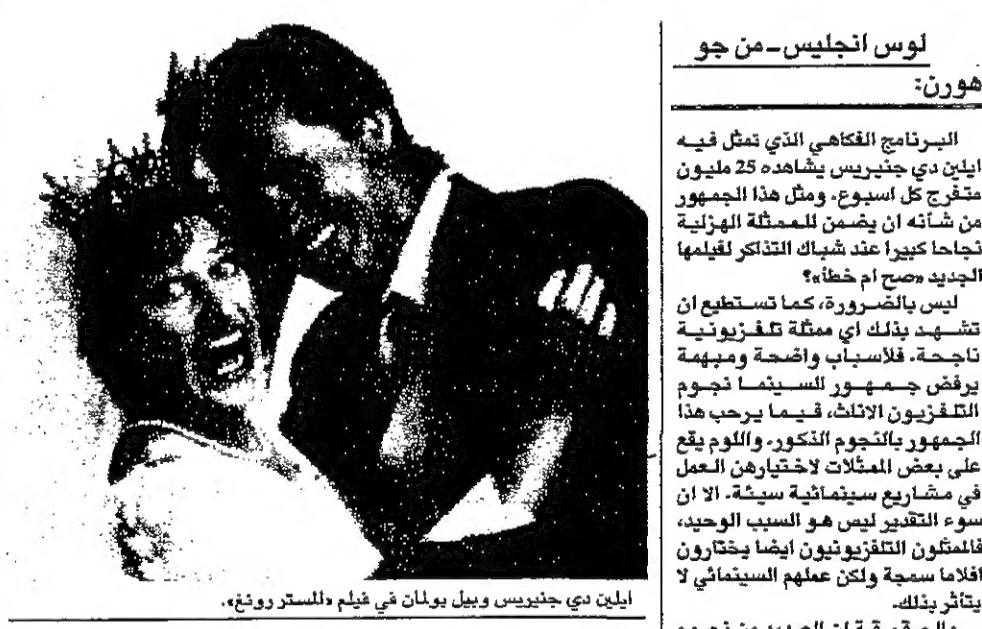 لوس انجليس-من جو
هورن:
البرنامج الفكاهي الذي تمثل فيه
ايلين دي جنيريس يشاهده 25 مليون
متفرج كل اسبوع. ومثل هذا الجمهور
من شأنه ان يضمن للممثلة الهزلية
نجاحا كبيرا عند شباك التذاكر لفيلمها
الجديد «صح ام خطأ»؟
ليس بالضرورة، كما تستطيع ان
تشهد بذلك اي ممثلة تلفزيونية
ناجحة. فلأسباب واضحة ومبهمة
يرفض جمهور السينما نجوم
التلفزيون الاناث، فيما يرحب هذا
الجمهور بالنجوم الذكور. واللوم يقع
على بعض الممثلات لاختيارهن العمل
في مشاريع سينمائية سيئة. الا ان
سوء التقدير ليس هو السبب الوحيد،
فالممثلون التلفزيونيون ايضا يختارون
افلاما سمجة ولكن عملهم السينمائي لا
يتأثر بذلك.
ايلين دي جنيريس وبيل بولمان في فيلم «المستر رونغ».